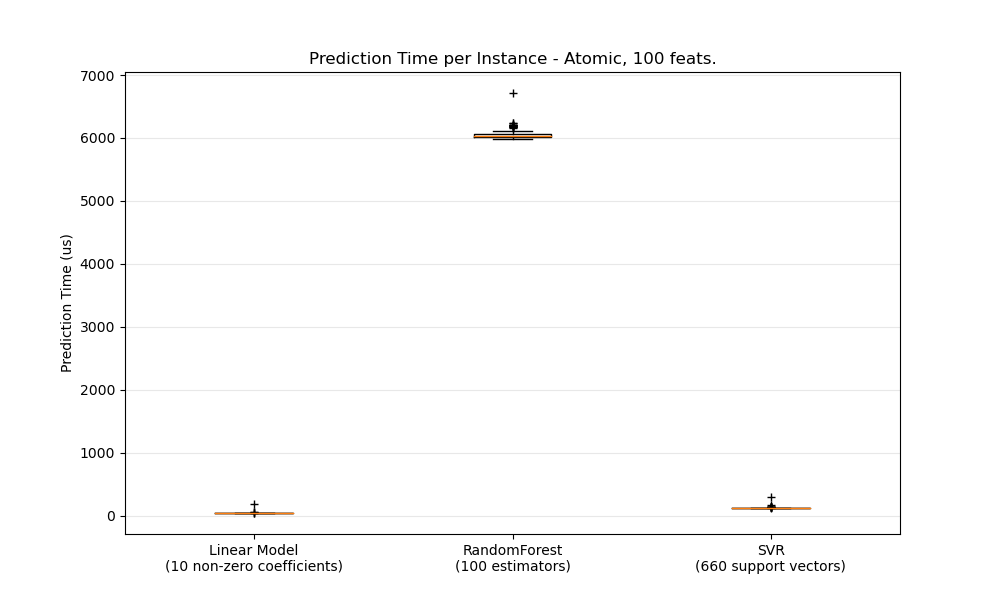 Prediction Time per Instance - Atomic, 100 feats.
Prediction Time (us)
7000
6000
5000
4000
3000
2000
1000
0
Linear Model
(10 non-zero coefficients)
RandomForest
(100 estimators)
SVR
(660 support vectors)